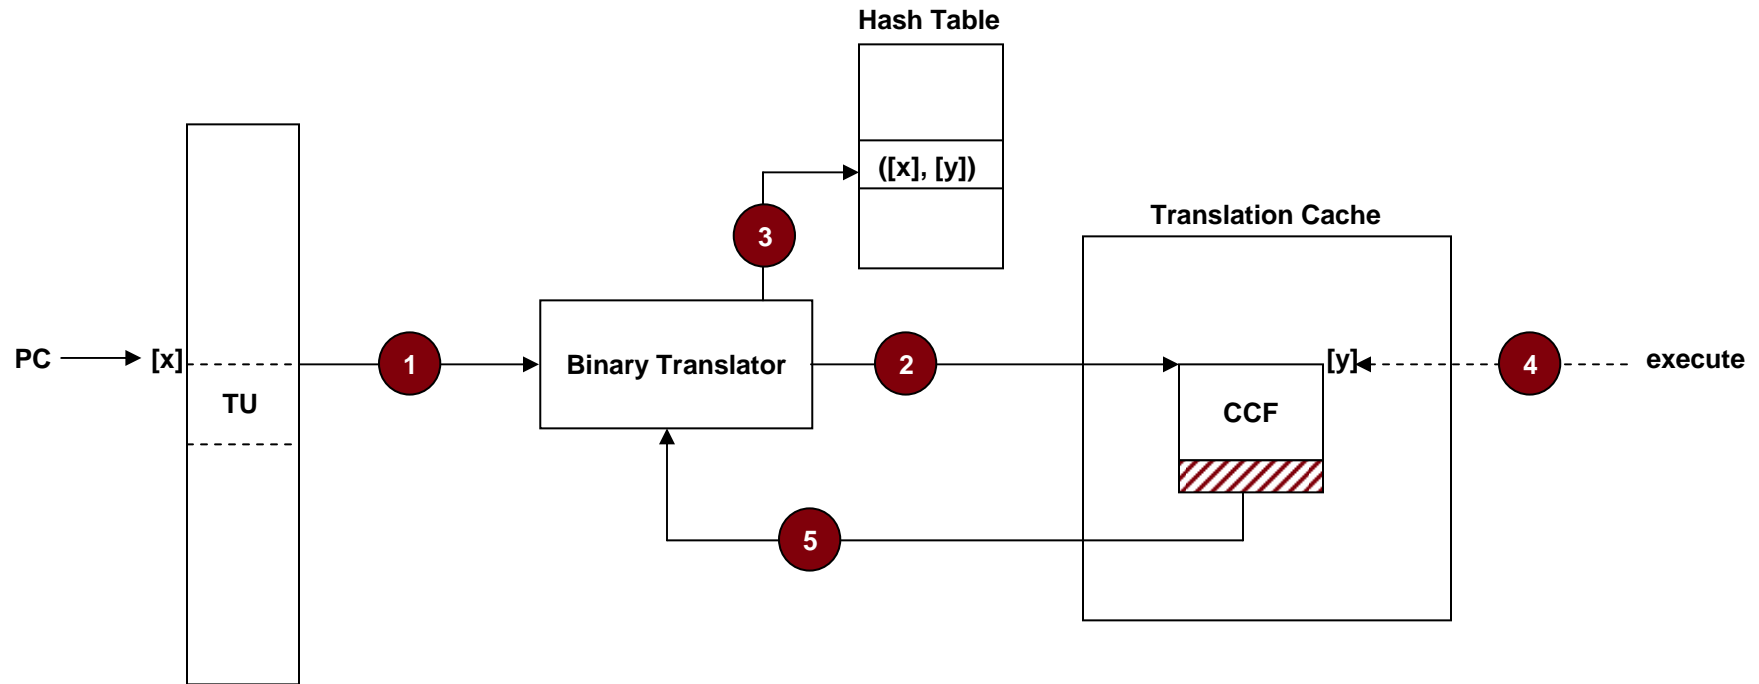 Hash Table
([x], [y])
3
Translation Cache
PC
[x]
1
Binary Translator
2
[y]
4
execute
TU
CCF
5